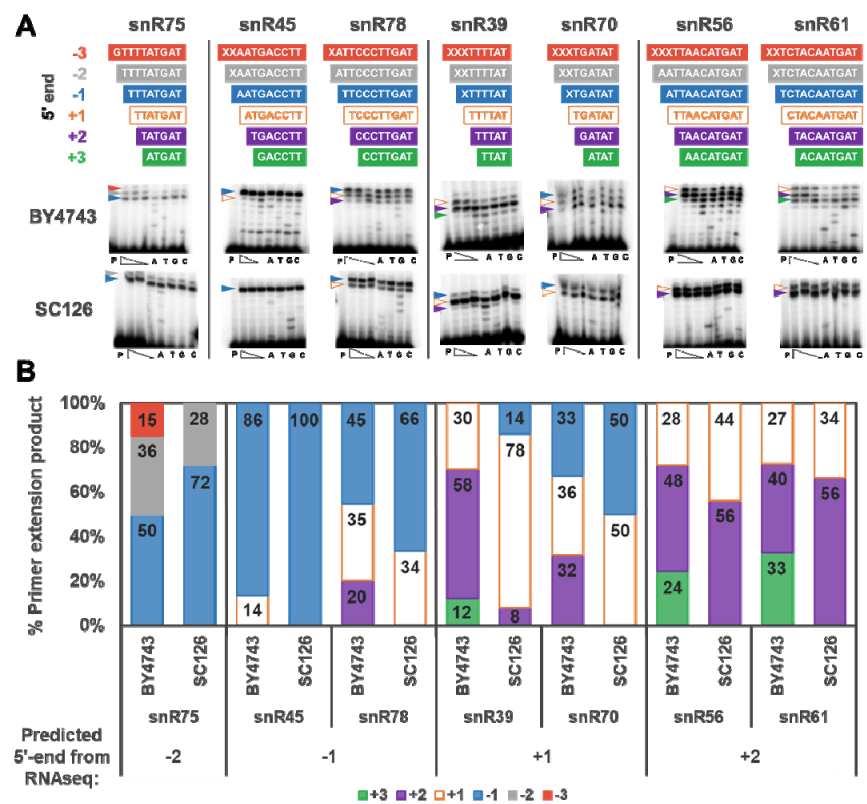 A
snR75 snR45 snR78 snR39 snR70 snR56 snR61
5' end
-3 GTTTTATGAT XXAATGACCTT XATTCCCTTGAT XXXTTTTAT XXXTGATAT XXXTTAACATGAT XXTCTACAATGAT
-2 TTTTATGAT XAATGACCTT ATTCCCTTGAT XXTTTTAT XXTGATAT AATTAACATGAT XTCTACAATGAT
-1 TTTATGAT AATGACCTT TTCCCTTGAT XTTTTAT XTGATAT ATTAACATGAT TCTACAATGAT
+1 TTATGAT ATGACCTT TCCCTTGAT TTTTAT TGATAT TTAACATGAT CTACAATGAT
+2 TATGAT TGACCTT CCCTTGAT TTTAT GATAT TAACATGAT TACAATGAT
+3 ATGAT GACCTT CCTTGAT TTAT ATAT AACATGAT ACAATGAT
BY4743
P A T G C P A T G C P A T G C P A T G C P A T G C P A T G C P A T G C
SC126
P A T G C P A T G C P A T G C P A T G C P A T G C P A T G C P A T G C
B
% Primer extension product
100%
80%
60%
40%
20%
0%
15 36 50
28 72
86 14
100
45 35 20
66 34
30 58 12
14 78 8
33 36 32
50 50
28 48 24
44 56
27 40 33
34 56
BY4743 SC126 BY4743 SC126 BY4743 SC126 BY4743 SC126 BY4743 SC126 BY4743 SC126 BY4743 SC126
snR75 snR45 snR78 snR39 snR70 snR56 snR61
Predicted
5'-end from
RNAseq:
-2 -1 +1 +2
+3 +2 +1 -1 -2 -3